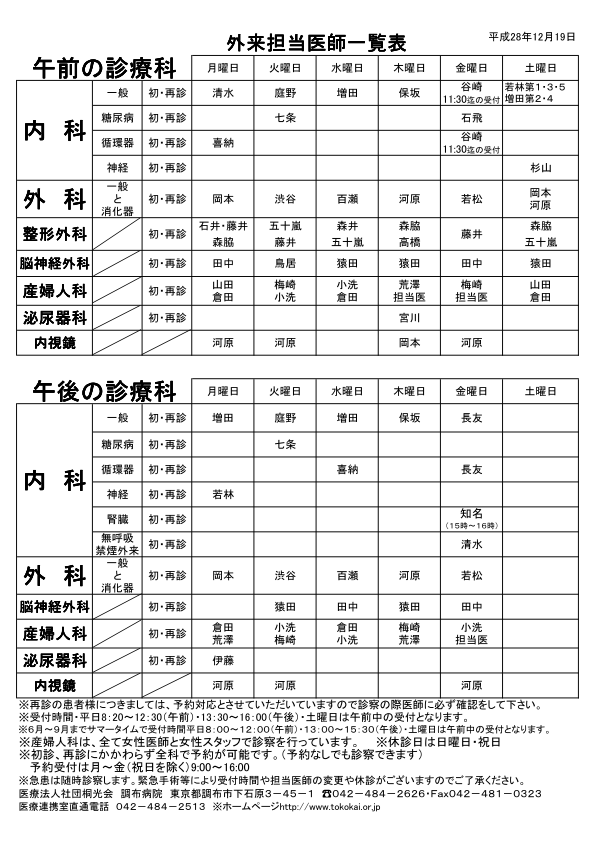 外来担当医師一覧表
平成28年12月19日
午前の診療科 月曜日 火曜日 水曜日 木曜日 金曜日 土曜日
内 科 一般 初・再診 清水 庭野 増田 保坂 谷崎 11:30迄の受付 若林第1・3・5 増田第2・4
糖尿病 初・再診 七条 石飛
循環器 初・再診 喜納 谷崎 11:30迄の受付
神経 初・再診 杉山
外 科 一般と消化器 初・再診 岡本 渋谷 百瀬 河原 若松 岡本 河原
整形外科 初・再診 石井・藤井 森脇 五十嵐 藤井 森井 五十嵐 森脇 高橋 藤井 森脇 五十嵐
脳神経外科 初・再診 田中 鳥居 猿田 猿田 田中 猿田
産婦人科 初・再診 山田 倉田 梅崎 小洗 小洗 倉田 荒澤 担当医 梅崎 担当医 山田 倉田
泌尿器科 初・再診 宮川
内視鏡 河原 河原 岡本 河原
午後の診療科 月曜日 火曜日 水曜日 木曜日 金曜日 土曜日
内 科 一般 初・再診 増田 庭野 増田 保坂 長友
糖尿病 初・再診 七条
循環器 初・再診 喜納 長友
神経 初・再診 若林
腎臓 初・再診 知名 (15時～16時)
無呼吸 禁煙外来 初・再診 清水
外 科 一般と消化器 初・再診 岡本 渋谷 百瀬 河原 若松
脳神経外科 初・再診 猿田 田中 猿田 田中
産婦人科 初・再診 倉田 荒澤 小洗 梅崎 倉田 小洗 梅崎 荒澤 小洗 担当医
泌尿器科 初・再診 伊藤
内視鏡 河原 河原 河原
※再診の患者様につきましては、予約対応とさせていただいていますので診察の際医師に必ず確認をして下さい。
※受付時間・平日8:20～12:30(午前)・13:30～16:00(午後)・土曜日は午前中の受付となります。
※6月～9月までサマータイムで受付時間平日8:00～12:00(午前)・13:00～15:30(午後)・土曜日は午前中の受付となります。
※産婦人科は、全て女性医師と女性スタッフで診察を行っています。 ※休診日は日曜日・祝日
※初診、再診にかかわらず全科で予約が可能です。(予約なしでも診察できます)
予約受付は月～金(祝日を除く)9:00～16:00
※急患は随時診察します。緊急手術等により受付時間や担当医師の変更や休診がございますのでご了承ください。
医療法人社団桐光会 調布病院 東京都調布市下石原3－45－1 ☎042－484－2626・Fax042－481－0323
医療連携室直通電話 042－484－2513 ※ホームページhttp://www.tokokai.or.jp